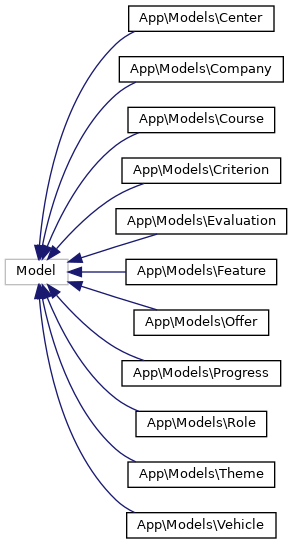 App\Models\Center
App\Models\Company
App\Models\Course
App\Models\Criterion
App\Models\Evaluation
Model
App\Models\Feature
App\Models\Offer
App\Models\Progress
App\Models\Role
App\Models\Theme
App\Models\Vehicle